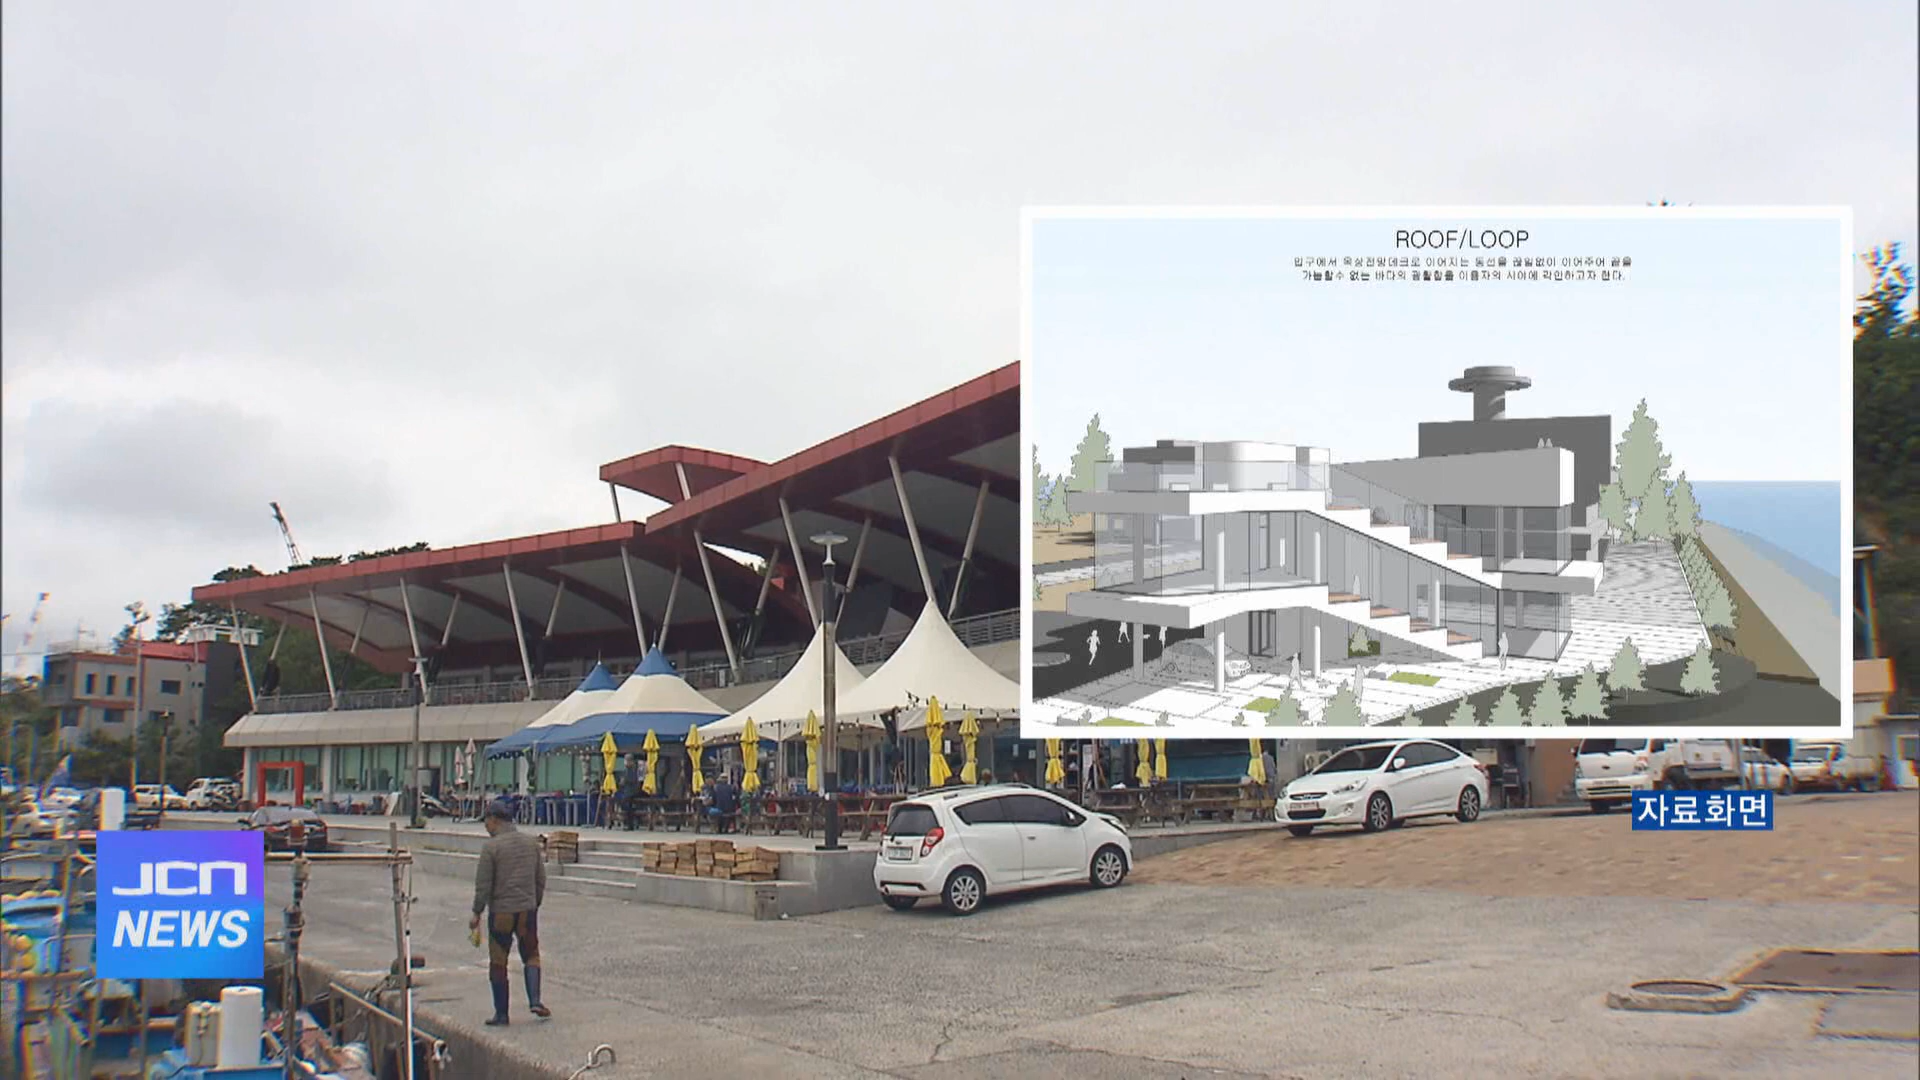 ROOF/LOOP
입구에서 옥상전망데크로 이어지는 동선을 끊임없이 이어주어 끝을
가늠할수 없는 바다의 광활함을 이용자의 시야에 각인하고자 한다.
자료화면
JCN
NEWS